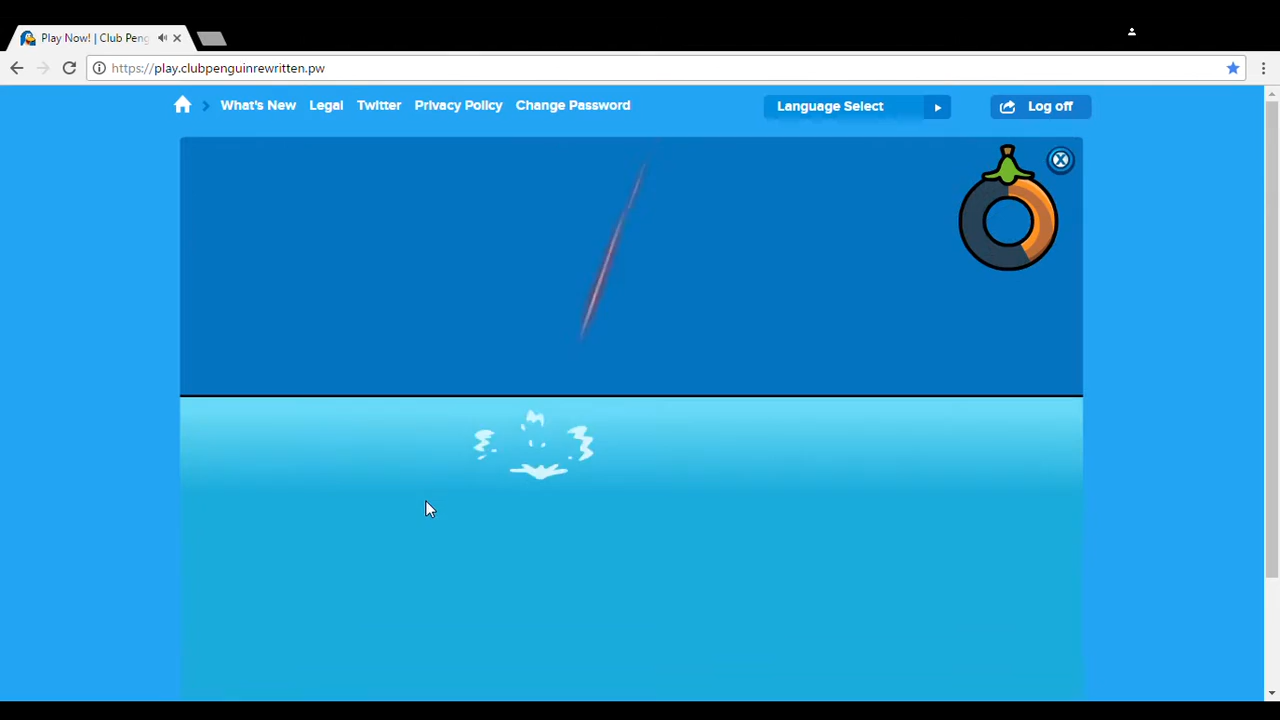 Play Now! | Club Peng
https://play.clubpenguinrewritten.pw
What's New Legal Twitter Privacy Policy Change Password Language Select Log off